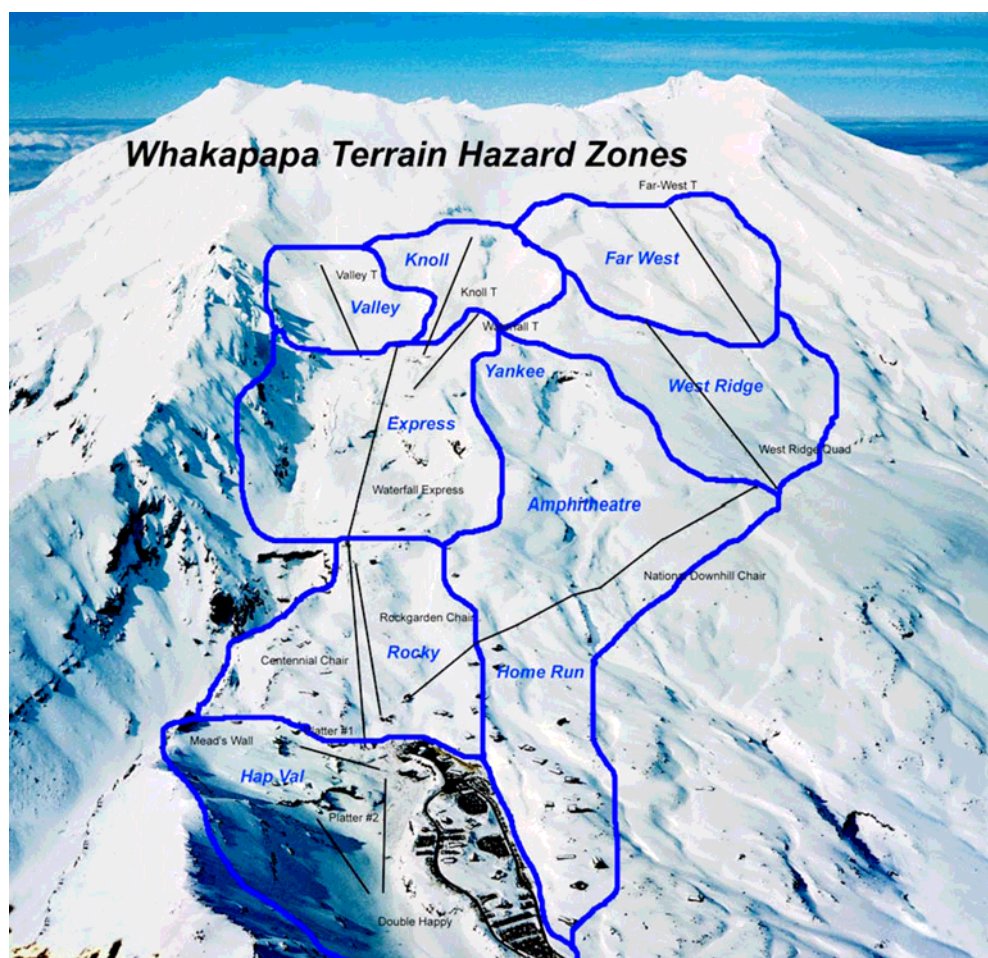 Whakapapa Terrain Hazard Zones
Far-West T
Knoll
Far West
Valley T
Knoll T
Valley
Waterfall T
Yankee
West Ridge
Express
West Ridge Quad
Waterfall Express
Amphitheatre
National Downhill Chair
Rockgarden Chair
Rocky
Centennial Chair
Home Run
Platter #1
Mead's Wall
Hap Val
Platter #2
Double Happy